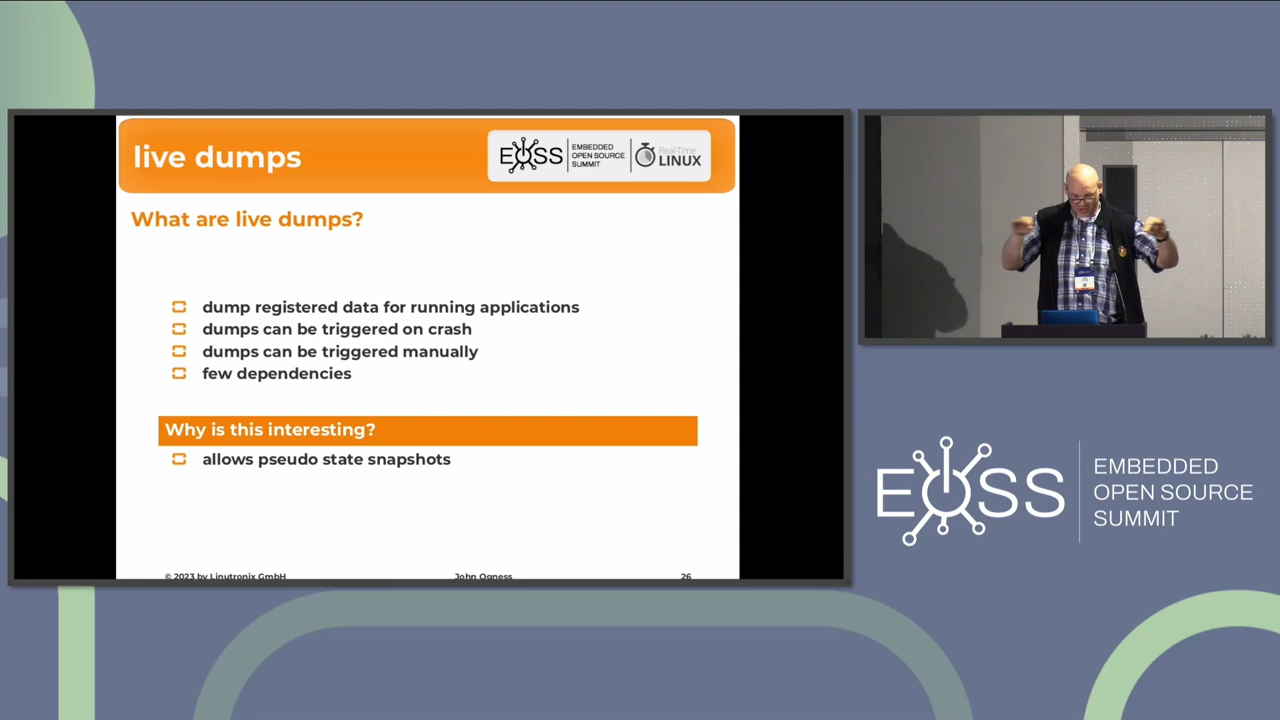 live dumps
EOSS
EMBEDDED
OPEN SOURCE
SUMMIT
Real-Time
LINUX
What are live dumps?
dump registered data for running applications
dumps can be triggered on crash
dumps can be triggered manually
few dependencies
Why is this interesting?
allows pseudo state snapshots
© 2023 by Linutronix GmbH
John Ogness
26
EOSS
EMBEDDED
OPEN SOURCE
SUMMIT